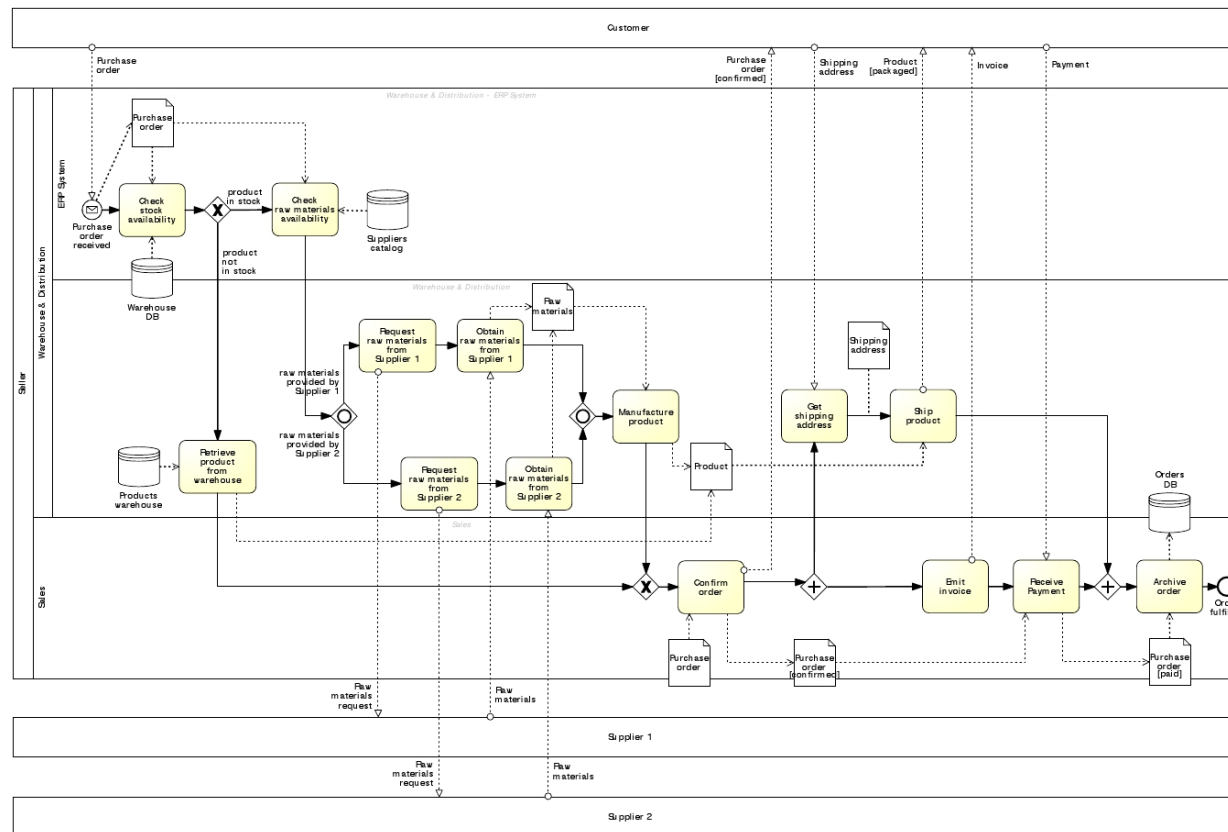 Customer
Purchase
order
Purchase
order
[confirmed]
Shipping
address
Product
[packaged]
Invoice
Payment
Warehouse & Distribution - ERP System
Seller
Warehouse & Distribution
ERP System
Purchase
order
Purchase
order
received
Check
stock
availability
product
in stock
Check
raw materials
availability
Suppliers
catalog
product
not
in stock
Warehouse
DB
Warehouse & Distribution
Raw
materials
Request
raw materials
from
Supplier 1
Obtain
raw materials
from
Supplier 1
raw materials
provided by
Supplier 1
raw materials
provided by
Supplier 2
Manufacture
product
Shipping
address
Get
shipping
address
Ship
product
Retrieve
product
from
warehouse
Products
warehouse
Request
raw materials
from
Supplier 2
Obtain
raw materials
from
Supplier 2
Product
Orders
DB
Sales
Sales
Confirm
order
Emit
invoice
Receive
Payment
Archive
order
Purchase
order
Purchase
order
[confirmed]
Purchase
order
[paid]
Raw
materials
request
Raw
materials
Supplier 1
Raw
materials
request
Raw
materials
Supplier 2